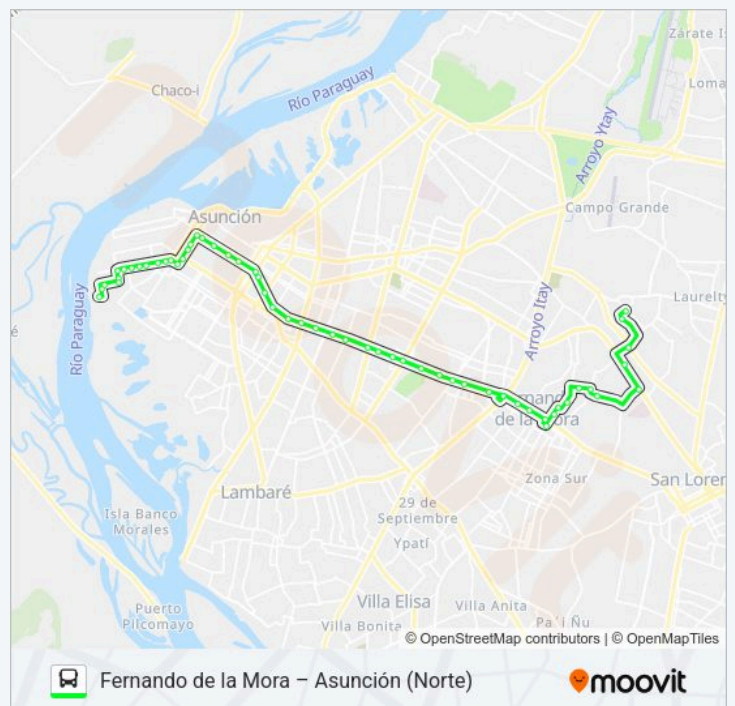 Zárate Is
Chaco-i
Loma
Río Paraguay
Arroyo Ytay
Campo Grande
Asunción
Río Paraguay
Laurelty
Arroyo Itay
de la Mora
San Loren
Zona Sur
Lambaré
29 de
Septiembre
Isla Banco
Morales
Ypatí
Villa Elisa
Villa Anita
Puerto
Pilcomayo
Villa Bonita
Pa'i Ñu
© OpenStreetMap contributors | © OpenMapTiles
Fernando de la Mora – Asunción (Norte)
moovit